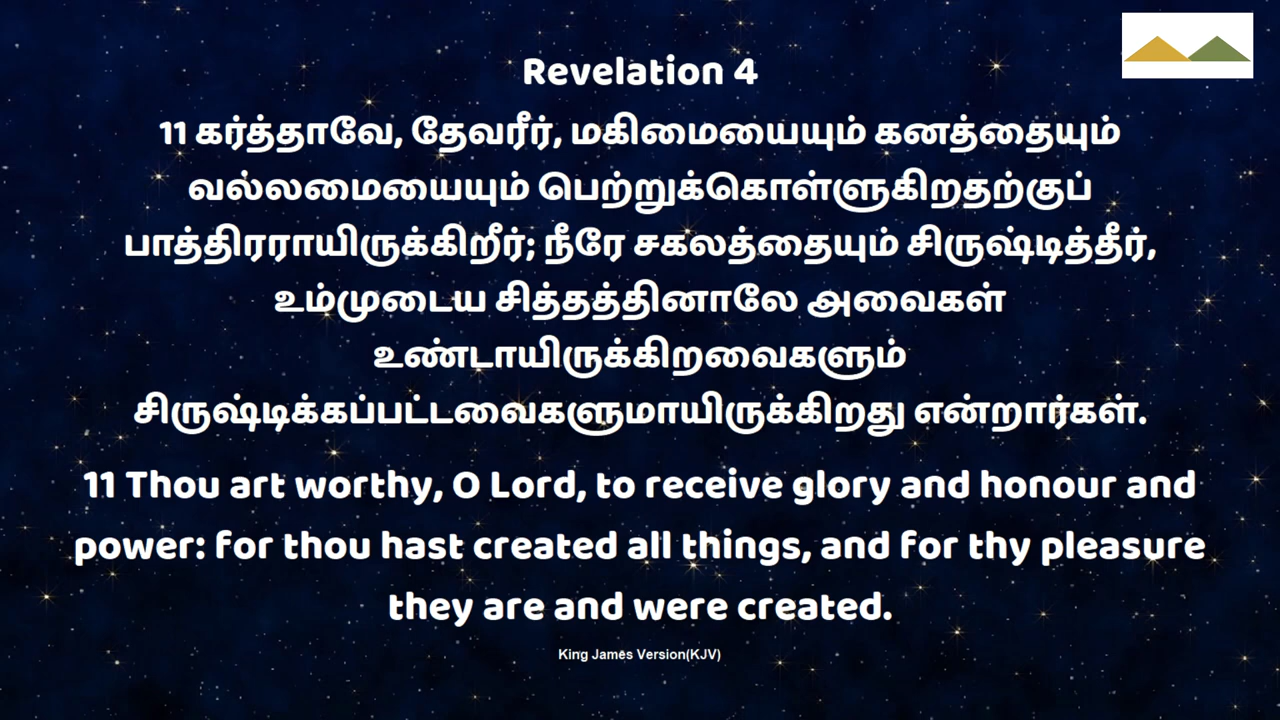 Revelation 4
11 கர்த்தாவே, தேவரீர், மகிமையையும் கனத்தையும்
வல்லமையையும் பெற்றுக்கொள்ளுகிறதற்குப்
பாத்திரராயிருக்கிறீர்; நீரே சகலத்தையும் சிருஷ்டித்தீர்,
உம்முடைய சித்தத்தினாலே அவைகள்
உண்டாயிருக்கிறவைகளும்
சிருஷ்டிக்கப்பட்டவைகளுமாயிருக்கிறது என்றார்கள்.
11 Thou art worthy, O Lord, to receive glory and honour and
power: for thou hast created all things, and for thy pleasure
they are and were created.
King James Version(KJV)